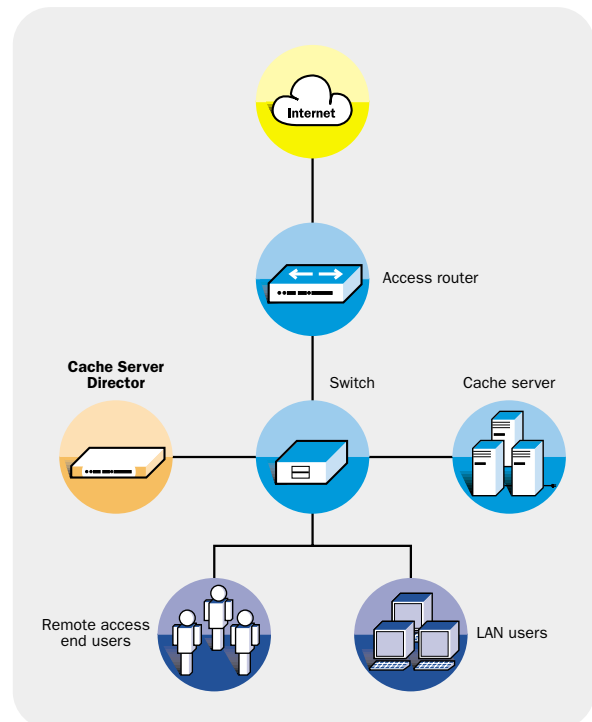 Internet
Access router
Cache Server
Director
Switch
Cache server
Remote access
end users
LAN users